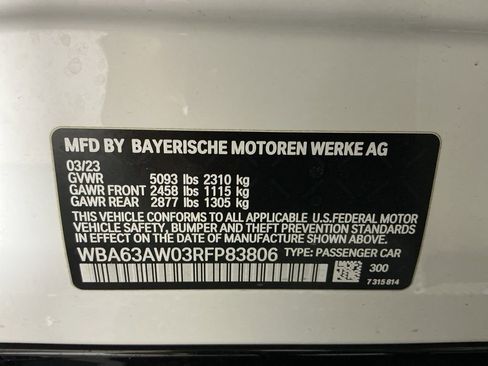 MFD BY BAYERISCHE MOTOREN WERKE AG
03/23
GVWR 5093 lbs 2310 kg
GAWR FRONT 2458 lbs 1115 kg
GAWR REAR 2877 lbs 1305 kg
THIS VEHICLE CONFORMS TO ALL APPLICABLE U.S.FEDERAL MOTOR
VEHICLE SAFETY, BUMPER, AND THEFT PREVENTION STANDARDS
IN EFFECT ON THE DATE OF MANUFACTURE SHOWN ABOVE.
WBA63AW03RFP83806 TYPE: PASSENGER CAR
300
7 315 814